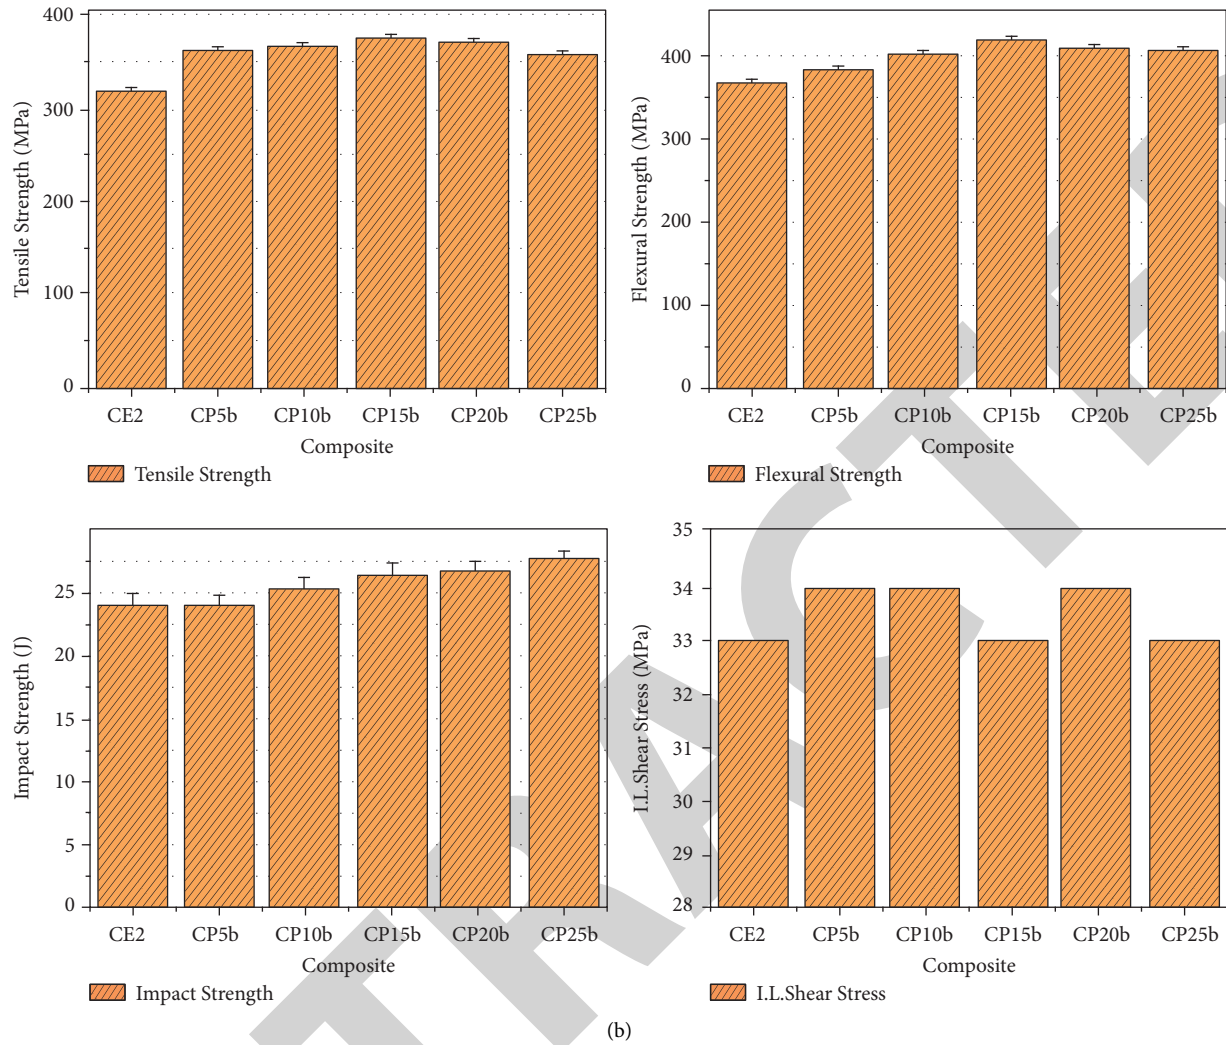 400
300
200
100
0
Tensile Strength (MPa)
CE2 CP5b CP10b CP15b CP20b CP25b
Composite
Tensile Strength
400
300
200
100
0
Flexural Strength (MPa)
CE2 CP5b CP10b CP15b CP20b CP25b
Composite
Flexural Strength
25
20
15
10
5
0
Impact Strength (J)
CE2 CP5b CP10b CP15b CP20b CP25b
Composite
Impact Strength
35
34
33
32
31
30
29
28
I.L.Shear Stress (MPa)
CE2 CP5b CP10b CP15b CP20b CP25b
Composite
I.L.Shear Stress
(b)
TRACTE